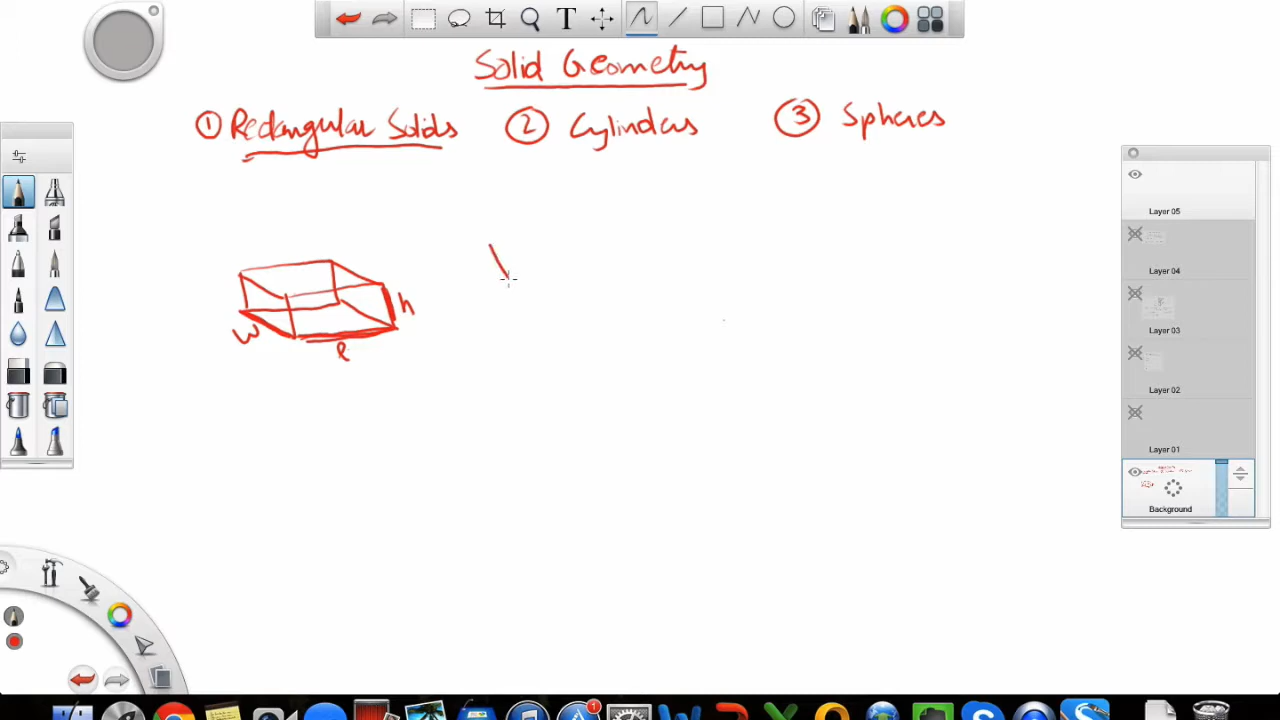 Solid Geometry
① Rectangular Solids ② Cylinders ③ Spheres
h
w
l
Layer 05
Layer 04
Layer 03
Layer 02
Layer 01
Background
1